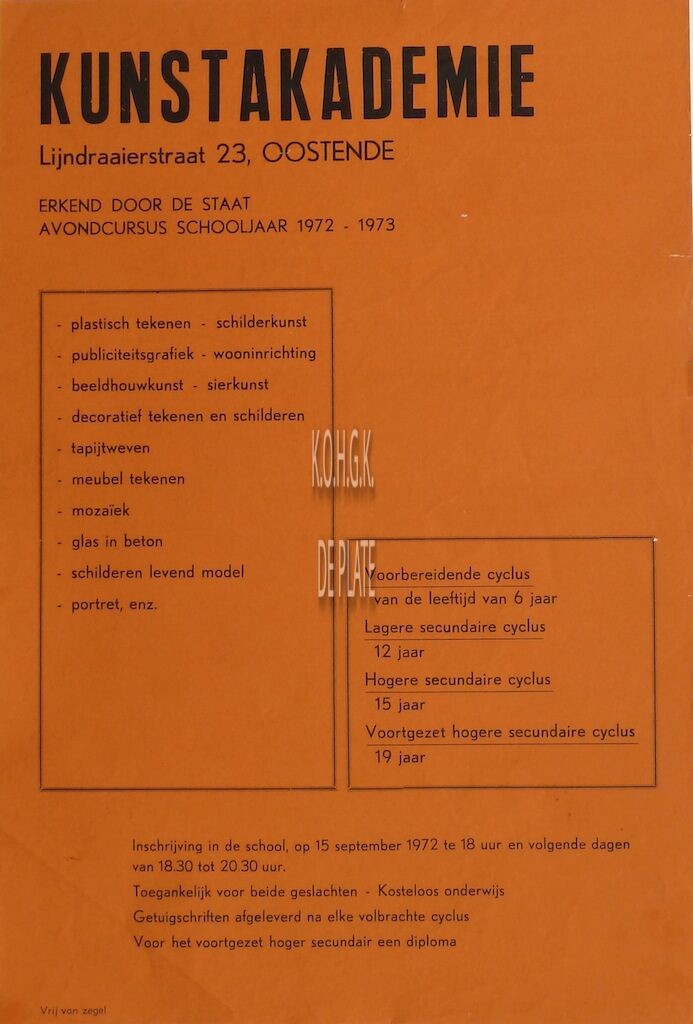 KUNSTAKADEMIE
Lijndraaierstraat 23, OOSTENDE
ERKEND DOOR DE STAAT
AVONDCURSUS SCHOOLJAAR 1972 - 1973
- plastisch tekenen - schilderkunst
- publiciteitsgrafiek - wooninrichting
- beeldhouwkunst - sierkunst
- decoratief tekenen en schilderen
- tapijtweven
- meubel tekenen
- mozaïek
- glas in beton
- schilderen levend model
- portret, enz.
K.O.H.G.K.
DE PLATE
Voorbereidende cyclus
van de leeftijd van 6 jaar
Lagere secundaire cyclus
12 jaar
Hogere secundaire cyclus
15 jaar
Voortgezet hogere secundaire cyclus
19 jaar
Inschrijving in de school, op 15 september 1972 te 18 uur en volgende dagen
van 18.30 tot 20.30 uur.
Toegankelijk voor beide geslachten - Kosteloos onderwijs
Getuigschriften afgeleverd na elke volbrachte cyclus
Voor het voortgezet hoger secundair een diploma
Vrij van zegel